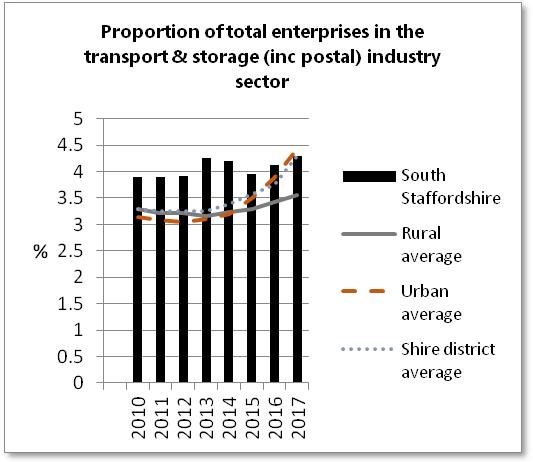 Proportion of total enterprises in the
transport & storage (inc postal) industry
sector
5
4.5
4
3.5
3
2.5
2
1.5
1
0.5
0
%
2010
2011
2012
2013
2014
2015
2016
2017
South
Staffordshire
Rural
average
Urban
average
Shire district
average